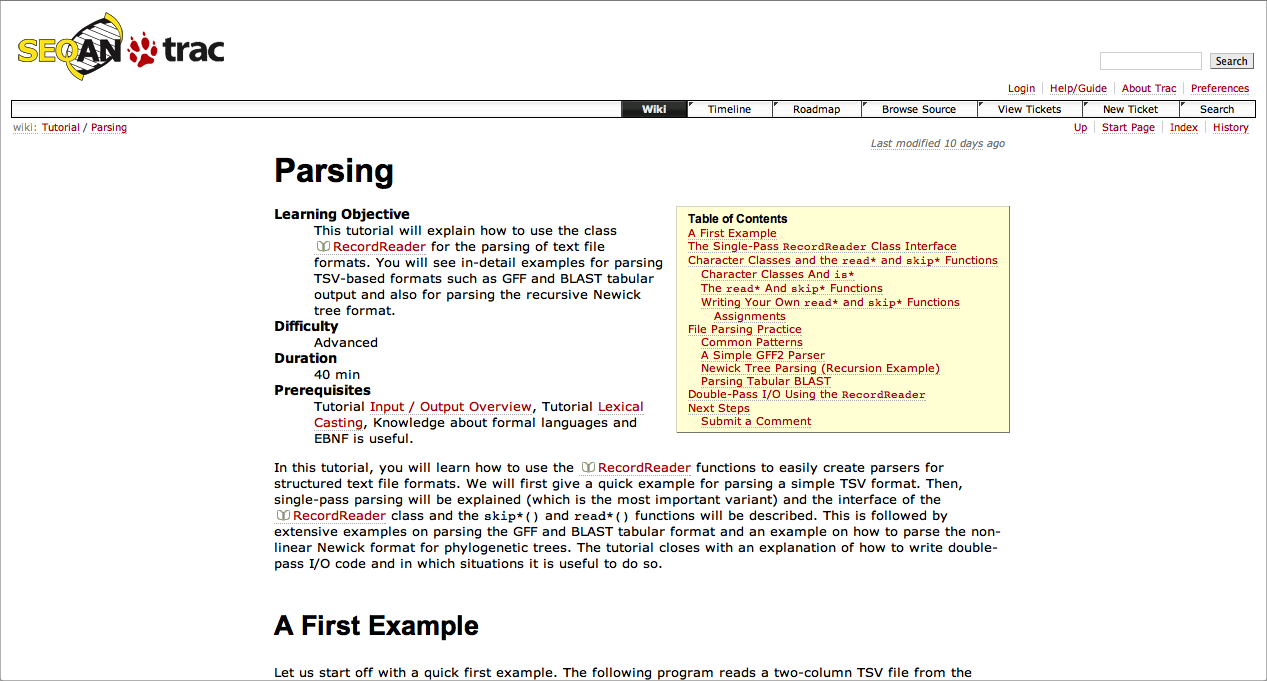 SEQAN trac
Search
Login Help/Guide About Trac Preferences
Wiki Timeline Roadmap Browse Source View Tickets New Ticket Search
wiki: Tutorial / Parsing
Up Start Page Index History
Last modified 10 days ago
Parsing
Learning Objective
This tutorial will explain how to use the class
RecordReader for the parsing of text file
formats. You will see in-detail examples for parsing
TSV-based formats such as GFF and BLAST tabular
output and also for parsing the recursive Newick
tree format.
Difficulty
Advanced
Duration
40 min
Prerequisites
Tutorial Input / Output Overview, Tutorial Lexical
Casting, Knowledge about formal languages and
EBNF is useful.
Table of Contents
A First Example
The Single-Pass RecordReader Class Interface
Character Classes and the read* and skip* Functions
Character Classes And is*
The read* And skip* Functions
Writing Your Own read* and skip* Functions
Assignments
File Parsing Practice
Common Patterns
A Simple GFF2 Parser
Newick Tree Parsing (Recursion Example)
Parsing Tabular BLAST
Double-Pass I/O Using the RecordReader
Next Steps
Submit a Comment
In this tutorial, you will learn how to use the RecordReader functions to easily create parsers for
structured text file formats. We will first give a quick example for parsing a simple TSV format. Then,
single-pass parsing will be explained (which is the most important variant) and the interface of the
RecordReader class and the skip*() and read*() functions will be described. This is followed by
extensive examples on parsing the GFF and BLAST tabular format and an example on how to parse the non-
linear Newick format for phylogenetic trees. The tutorial closes with an explanation of how to write double-
pass I/O code and in which situations it is useful to do so.
A First Example
Let us start off with a quick first example. The following program reads a two-column TSV file from the